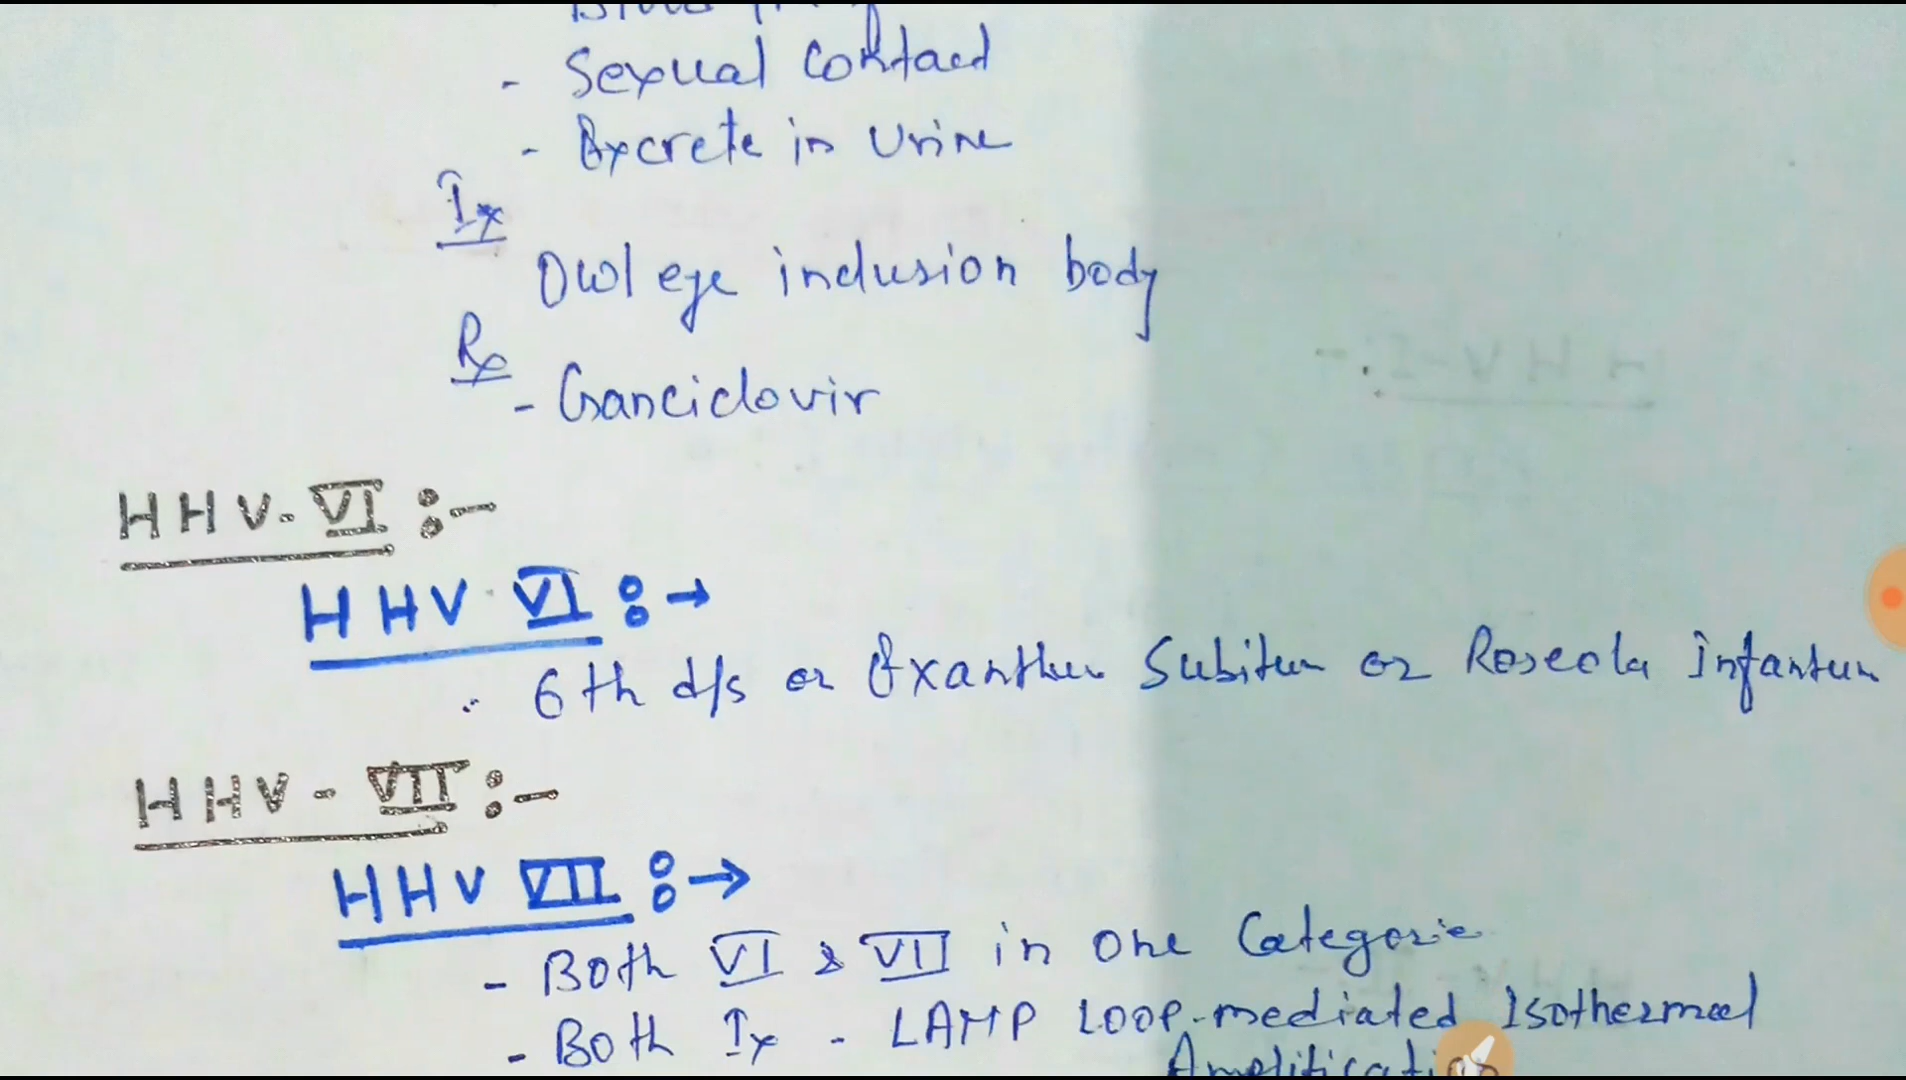 - Sexual Contact
- Excrete in Urine
Ix
Owl eye inclusion body
Rx
- Ganciclovir
HHV-VI :-
HHV VI :→
6th d/s or Exanthem Subitum or Roseola Infantum
HHV - VII :-
HHV VII :→
- Both VI & VII in one Categorie
- Both Ix - LAMP LOOP-mediated Isothermal
Amplification